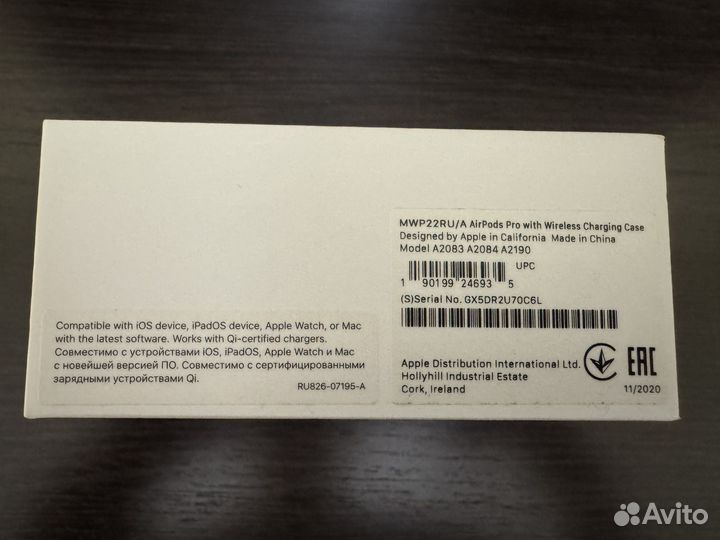 MWP22RU/A AirPods Pro with Wireless Charging Case
Designed by Apple in California Made in China
Model A2083 A2084 A2190
UPC
1 90199 24693 5
(S)Serial No. GX5DR2U70C6L
Apple Distribution International Ltd.
Hollyhill Industrial Estate
Cork, Ireland
EAC
11/2020
Compatible with iOS device, iPadOS device, Apple Watch, or Mac
with the latest software. Works with Qi-certified chargers.
Совместимо с устройствами iOS, iPadOS, Apple Watch и Mac
с новейшей версией ПО. Совместимо с сертифицированными
зарядными устройствами Qi.
RU826-07195-A
Avito